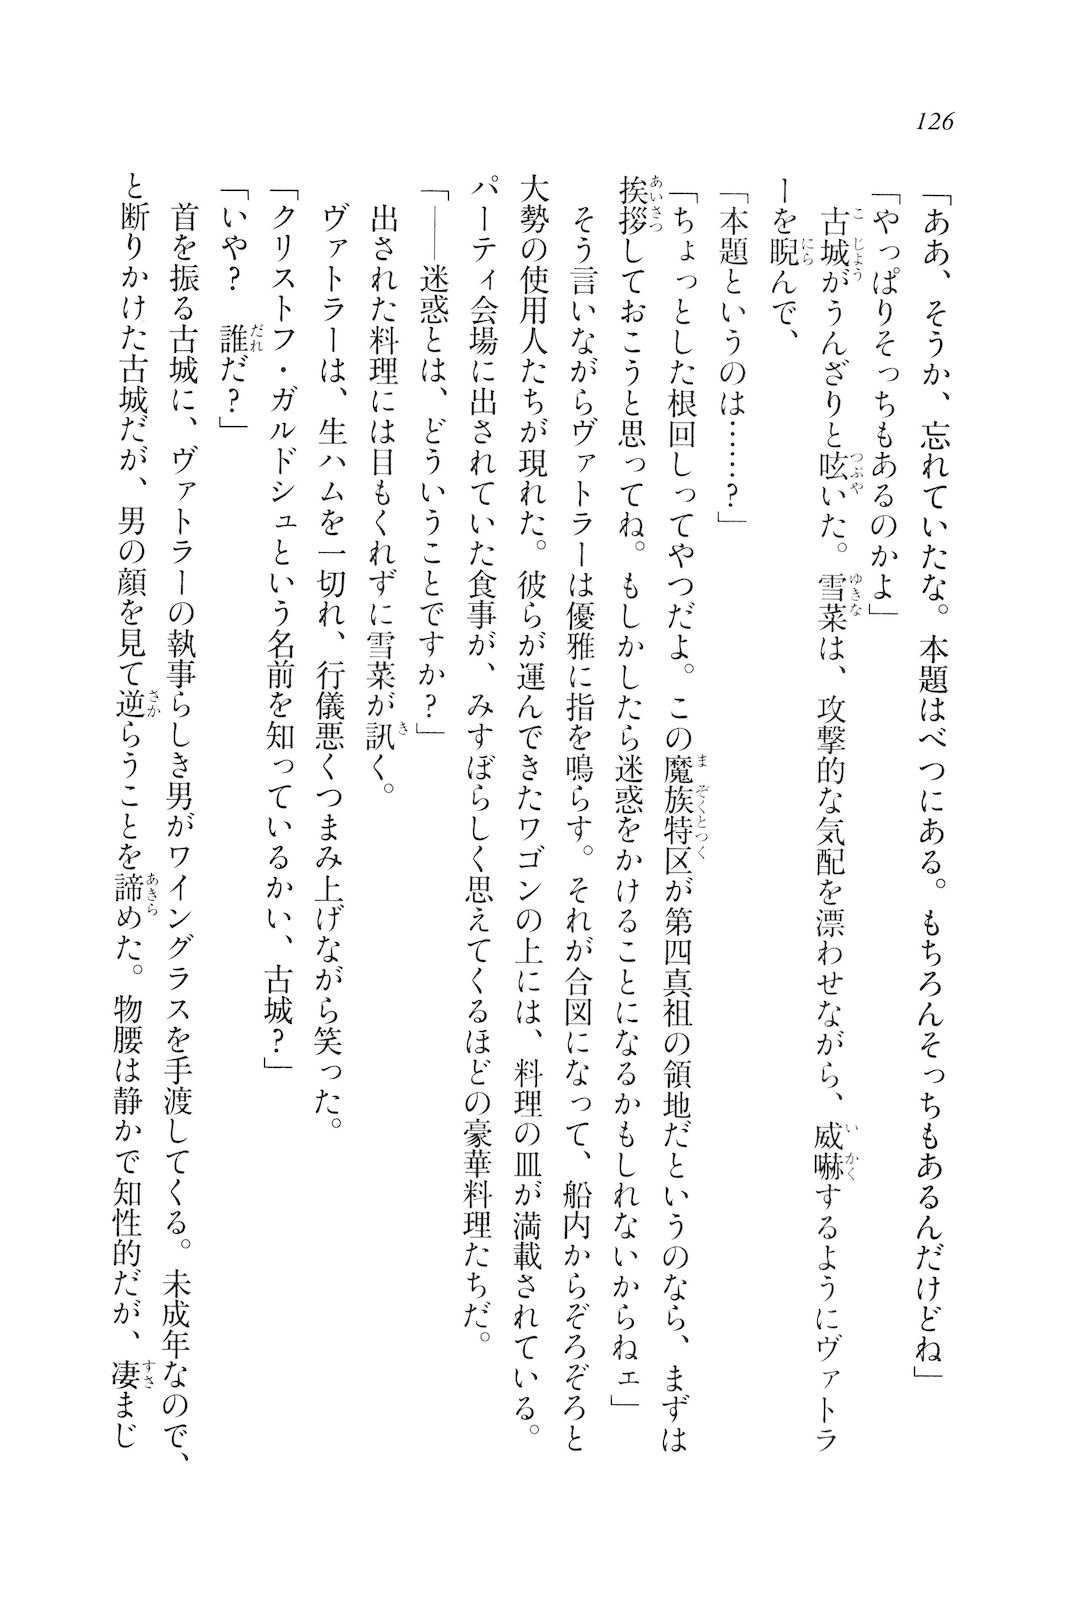 126
「ああ、そうか、忘れていたな。本題はべつにある。もちろんそっちもあるんだけどね」
「やっぱりそっちもあるのかよ」
古城がうんざりと呟いた。雪菜は、攻撃的な気配を漂わせながら、威嚇するようにヴァトラ
ーを睨んで、
「本題というのは……？」
「ちょっとした根回しってやつだよ。この魔族特区が第四真祖の領地だというのなら、まずは
挨拶しておこうと思ってね。もしかしたら迷惑をかけることになるかもしれないからねェ」
そう言いながらヴァトラーは優雅に指を鳴らす。それが合図になって、船内からぞろぞろと
大勢の使用人たちが現れた。彼らが運んできたワゴンの上には、料理の皿が満載されている。
パーティ会場に出されていた食事が、みすぼらしく思えてくるほどの豪華料理たちだ。
「――迷惑とは、どういうことですか？」
出された料理には目もくれずに雪菜が訊く。
ヴァトラーは、生ハムを一切れ、行儀悪くつまみ上げながら笑った。
「クリストフ・ガルドシュという名前を知っているかい、古城？」
「いや？　誰だ？」
首を振る古城に、ヴァトラーの執事らしき男がワイングラスを手渡してくる。未成年なので、
と断りかけた古城だが、男の顔を見て逆らうことを諦めた。物腰は静かで知性的だが、凄まじ